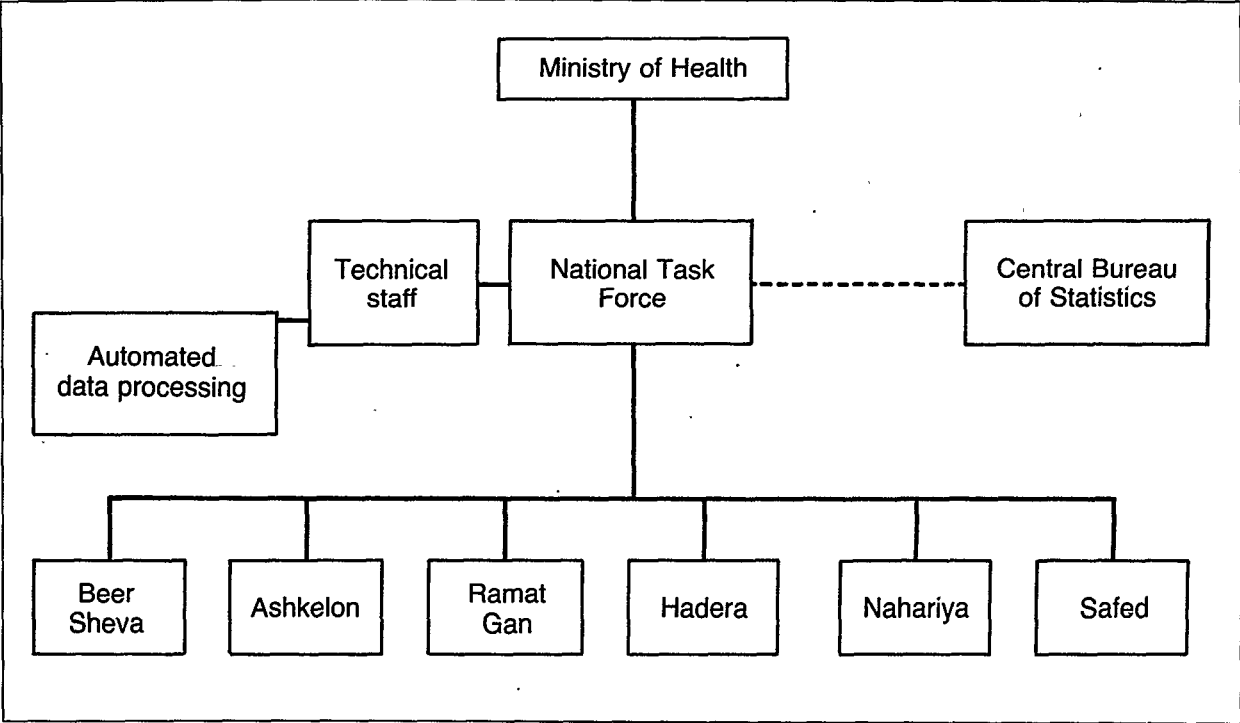 Ministry of Health
Technical
staff
National Task
Force
Central Bureau
of Statistics
Automated
data processing
Beer
Sheva
Ashkelon
Ramat
Gan
Hadera
Nahariya
Safed